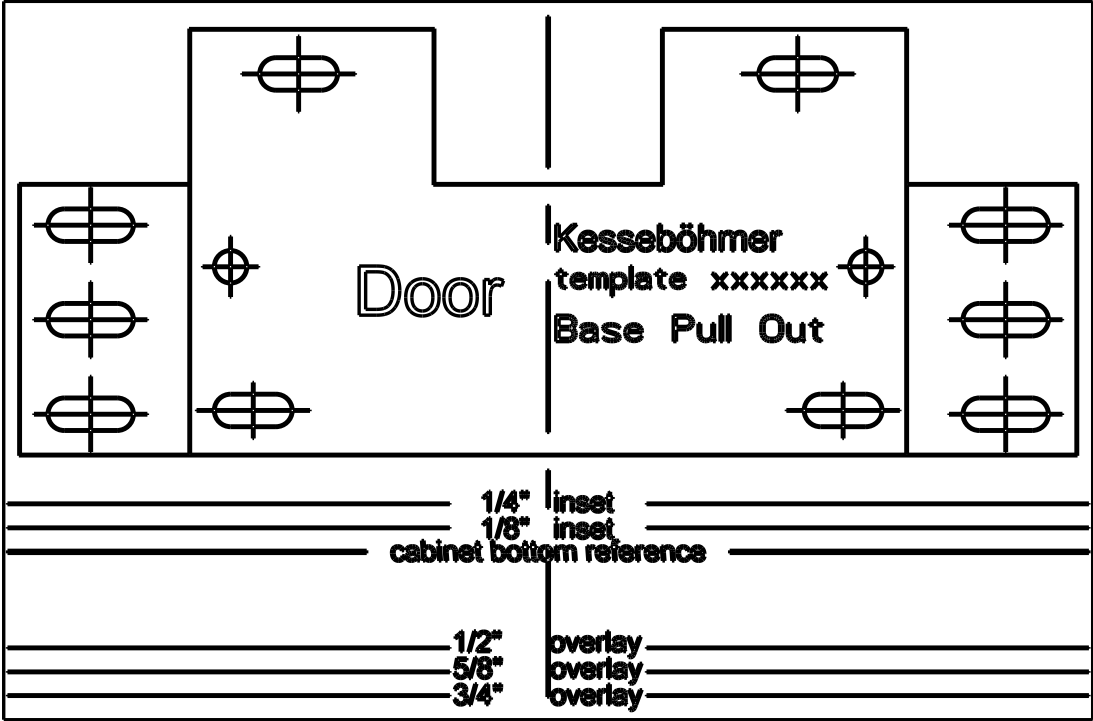 Door
Kesseböhmer
template xxxxxx
Base Pull Out
1/4" inset
1/8" inset
cabinet bottom reference
1/2" overlay
5/8" overlay
3/4" overlay